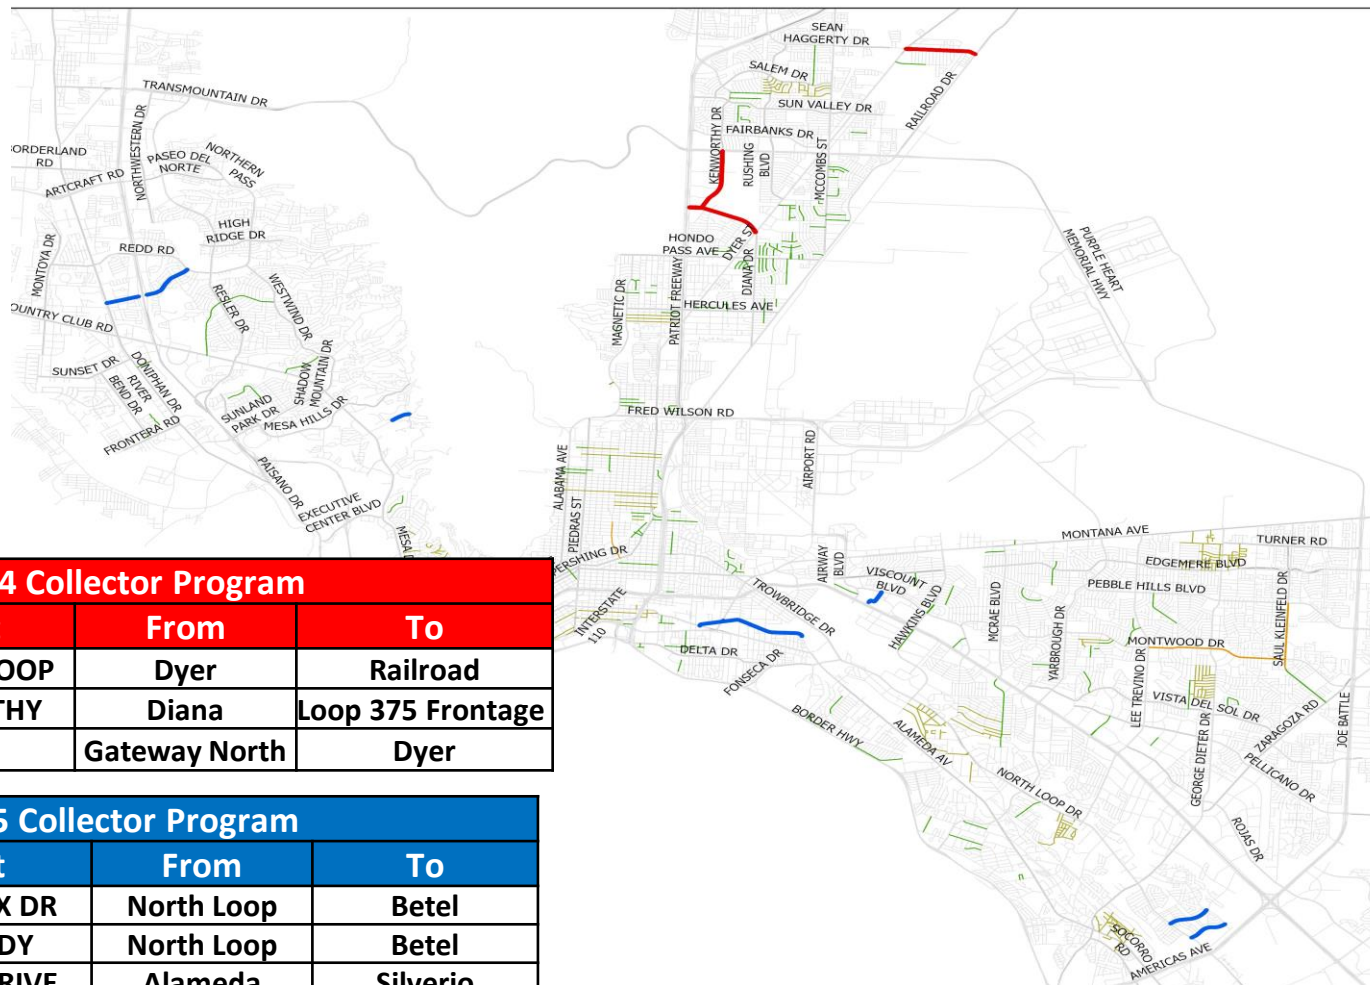 SEAN
HAGGERTY DR
SALEM DR
SUN VALLEY DR
RAILROAD DR
TRANSMOUNTAIN DR
NORTHWESTERN DR
KENWORTHY DR
FAIRBANKS DR
RUSHING
BLVD
MCCOMBS ST
ORDERLAND
RD
PASEO DEL
NORTE
NORTHERN
PASS
ARTCRAFT RD
HIGH
RIDGE DR
MONTOYA DR
REDD RD
HONDO
PASS AVE
DYER ST
DIANA DR
PURPLE HEART
MEMORIAL HWY
RESLER DR
WESTWIND DR
MAGNETIC DR
PATRIOT FREEWAY
HERCULES AVE
OUNTRY CLUB RD
SUNSET DR
DONIPHAN DR
RIVER
BEND DR
SHADOW
MOUNTAIN DR
SUNLAND
PARK DR
MESA HILLS DR
FRONTERA RD
FRED WILSON RD
AIRPORT RD
ALABAMA AVE
PAISANO DR
EXECUTIVE
CENTER BLVD
PIEDRAS ST
MONTANA AVE
TURNER RD
PERSHING DR
AIRWAY
BLVD
VISCOUNT
BLVD
EDGEMERE BLVD
PEBBLE HILLS BLVD
TROWBRIDGE DR
HAWKINS BLVD
MCRAE BLVD
YARBROUGH DR
SAUL KLEINFELD DR
INTERSTATE
110
DELTA DR
FONSECA DR
MONTWOOD DR
LEE TREVINO DR
VISTA DEL SOL DR
ZARAGOZA RD
JOE BATTLE
BORDER HWY
ALAMEDA AV
GEORGE DIETER DR
PELLICANO DR
NORTH LOOP DR
ROJAS DR
SOCORRO
RD
AMERICAS AVE
4 Collector Program
From To
OOP Dyer Railroad
THY Diana Loop 375 Frontage
Gateway North Dyer
5 Collector Program
t From To
X DR North Loop Betel
DY North Loop Betel
RIVE Alameda Silverio